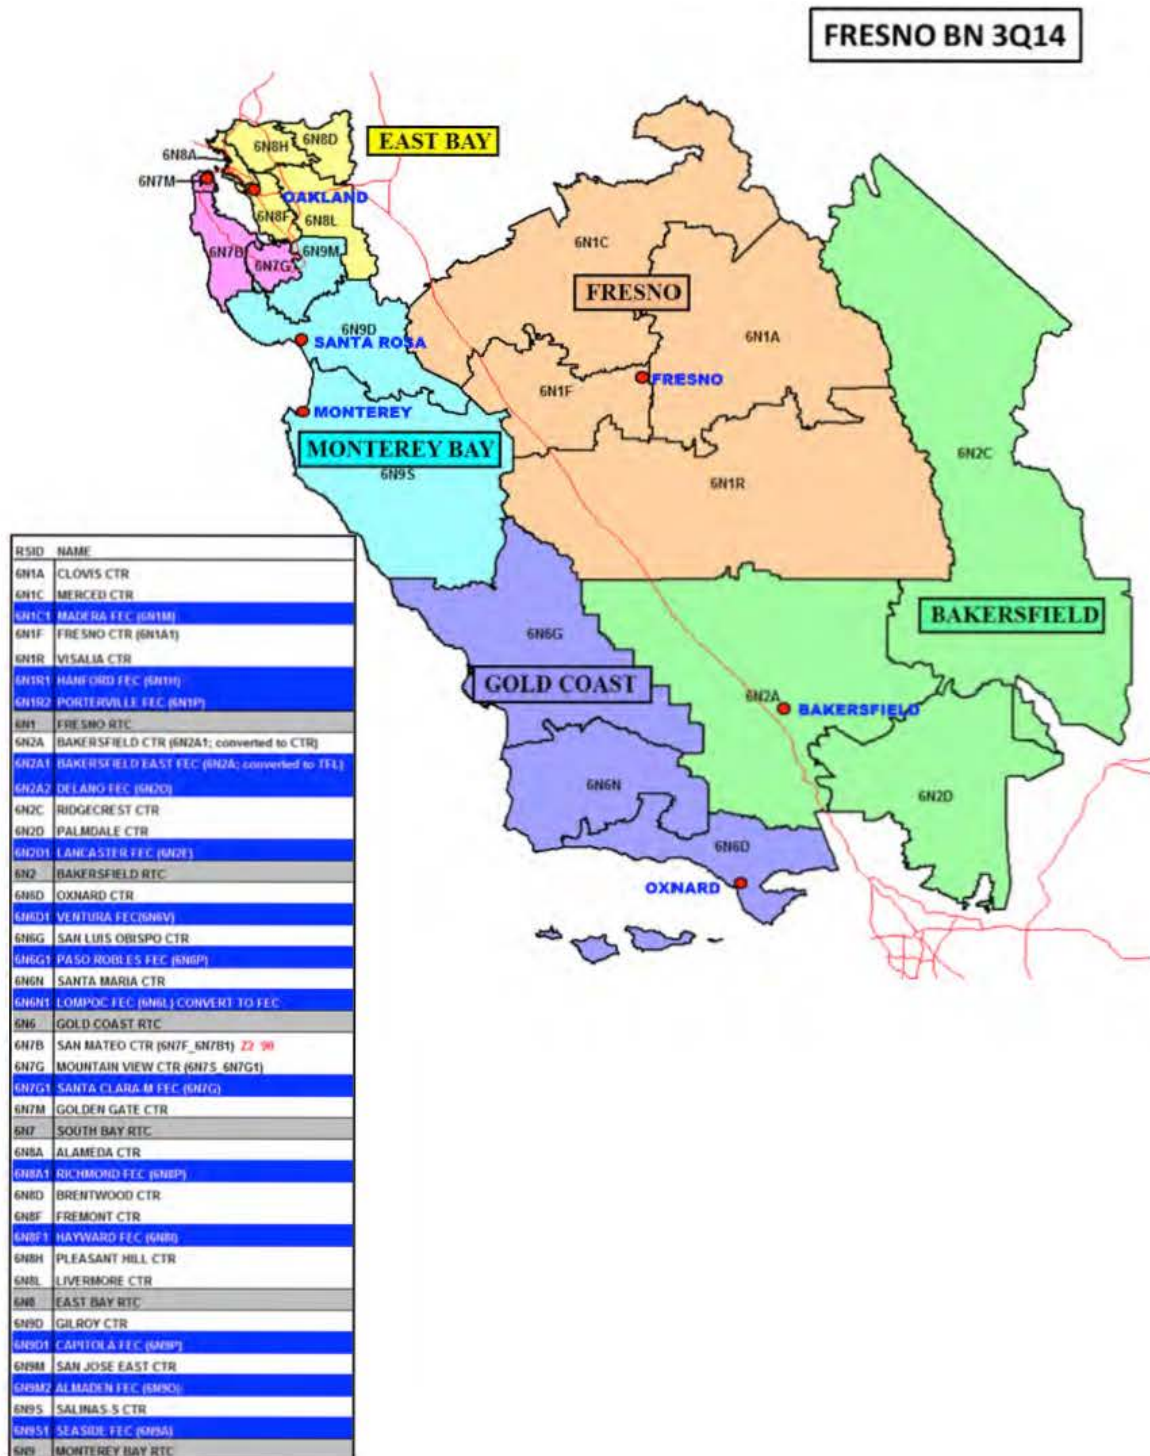 FRESNO BN 3Q14
EAST BAY
6N8H
6N8D
6N8A
6N7M
OAKLAND
6N8F
6N8L
6N7B
6N7G
6N9M
6N9D
SANTA ROSA
MONTEREY
MONTEREY BAY
6N9S
6N1C
FRESNO
6N1A
6N1F
FRESNO
6N1R
6N2C
BAKERSFIELD
6N6G
GOLD COAST
6N2A
BAKERSFIELD
6N6N
6N2D
6N6D
OXNARD
RSID NAME
6N1A CLOVIS CTR
6N1C MERCED CTR
6N1C1 MADERA FEC (6N1M)
6N1F FRESNO CTR (6N1A1)
6N1R VISALIA CTR
6N1R1 HANFORD FEC (6N1H)
6N1R2 PORTERVILLE FEC (6N1P)
6N1 FRESNO RTC
6N2A BAKERSFIELD CTR (6N2A1; converted to CTR)
6N2A1 BAKERSFIELD EAST FEC (6N2A; converted to TFL)
6N2A2 DELANO FEC (6N2O)
6N2C RIDGECREST CTR
6N2D PALMDALE CTR
6N2D1 LANCASTER FEC (6N2E)
6N2 BAKERSFIELD RTC
6N6D OXNARD CTR
6N6D1 VENTURA FEC(6N6V)
6N6G SAN LUIS OBISPO CTR
6N6G1 PASO ROBLES FEC (6N6P)
6N6N SANTA MARIA CTR
6N6N1 LOMPOC FEC (6N6L) CONVERT TO FEC
6N6 GOLD COAST RTC
6N7B SAN MATEO CTR (6N7F_6N7B1) Z2 90
6N7G MOUNTAIN VIEW CTR (6N7S_6N7G1)
6N7G1 SANTA CLARA-M FEC (6N7G)
6N7M GOLDEN GATE CTR
6N7 SOUTH BAY RTC
6N8A ALAMEDA CTR
6N8A1 RICHMOND FEC (6N8P)
6N8D BRENTWOOD CTR
6N8F FREMONT CTR
6N8F1 HAYWARD FEC (6N8I)
6N8H PLEASANT HILL CTR
6N8L LIVERMORE CTR
6N8 EAST BAY RTC
6N9D GILROY CTR
6N9D1 CAPITOLA FEC (6N9P)
6N9M SAN JOSE EAST CTR
6N9M2 ALMADEN FEC (6N9O)
6N9S SALINAS-S CTR
6N9S1 SEASIDE FEC (6N9A)
6N9 MONTEREY BAY RTC